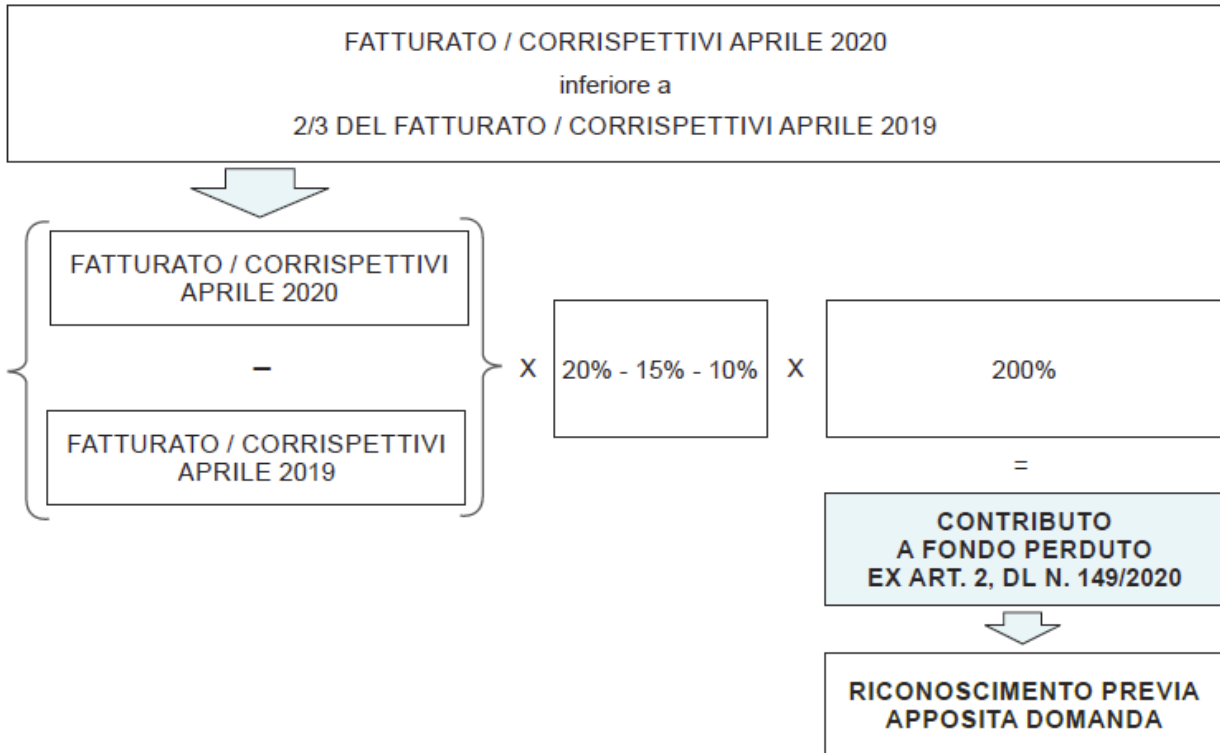 FATTURATO / CORRISPETTIVI APRILE 2020
inferiore a
2/3 DEL FATTURATO / CORRISPETTIVI APRILE 2019
FATTURATO / CORRISPETTIVI
APRILE 2020
–
FATTURATO / CORRISPETTIVI
APRILE 2019
X
20% - 15% - 10%
X
200%
=
CONTRIBUTO
A FONDO PERDUTO
EX ART. 2, DL N. 149/2020
RICONOSCIMENTO PREVIA
APPOSITA DOMANDA